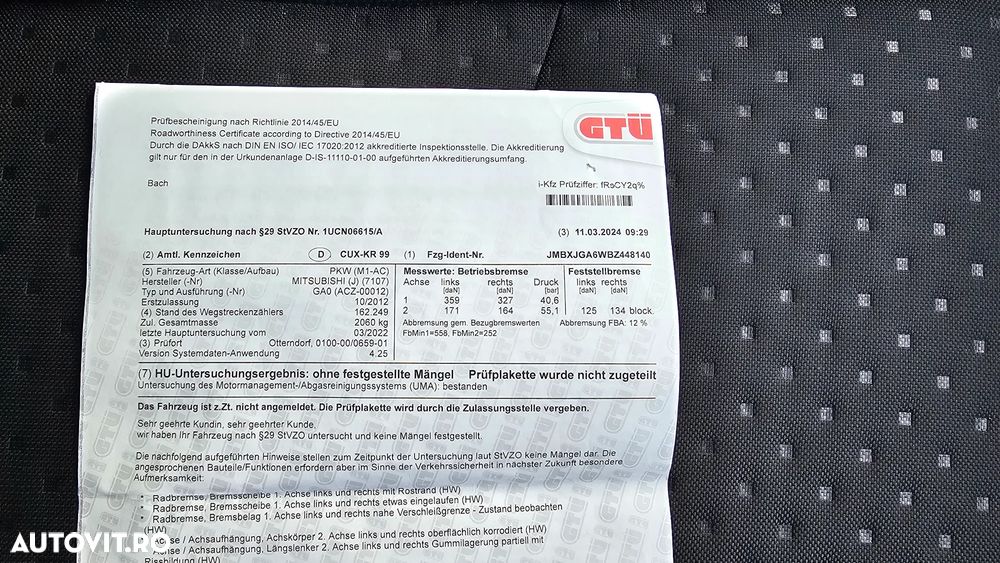 Prüfbescheinigung nach Richtlinie 2014/45/EU
Roadworthiness Certificate according to Directive 2014/45/EU
Durch die DAkkS nach DIN EN ISO/ IEC 17020:2012 akkreditierte Inspektionsstelle. Die Akkreditierung
gilt nur für den in der Urkundenanlage D-IS-11110-01-00 aufgeführten Akkreditierungsumfang.
GTÜ
Bach i-Kfz Prüfziffer: fRsCY2q%
Hauptuntersuchung nach §29 StVZO Nr. 1UCN06615/A (3) 11.03.2024 09:29
(2) Amtl. Kennzeichen D CUX-KR 99 (1) Fzg-Ident-Nr. JMBXJGA6WBZ448140
(5) Fahrzeug-Art (Klasse/Aufbau) PKW (M1-AC) Messwerte: Betriebsbremse Feststellbremse
Hersteller (-Nr) MITSUBISHI (J) (7107) Achse links rechts Druck links rechts
Typ und Ausführung (-Nr) GA0 (ACZ-00012) [daN] [daN] [bar] [daN] [daN]
Erstzulassung 10/2012 1 359 327 40,6
(4) Stand des Wegstreckenzählers 162.249 2 171 164 55,1 125 134 block.
Zul. Gesamtmasse 2060 kg Abbremsung gem. Bezugbremswerten Abbremsung FBA: 12 %
letzte Hauptuntersuchung vom 03/2022 FbMin1=558, FbMin2=252
(3) Prüfort Otterndorf, 0100-00/0659-01
Version Systemdaten-Anwendung 4.25
(7) HU-Untersuchungsergebnis: ohne festgestellte Mängel Prüfplakette wurde nicht zugeteilt
Untersuchung des Motormanagement-/Abgasreinigungssystems (UMA): bestanden
Das Fahrzeug ist z.Zt. nicht angemeldet. Die Prüfplakette wird durch die Zulassungsstelle vergeben.
Sehr geehrte Kundin, sehr geehrter Kunde,
wir haben Ihr Fahrzeug nach §29 StVZO untersucht und keine Mängel festgestellt.
Die nachfolgend aufgeführten Hinweise stellen zum Zeitpunkt der Untersuchung laut StVZO keine Mängel dar. Die
angesprochenen Bauteile/Funktionen erfordern aber im Sinne der Verkehrssicherheit in nächster Zukunft besondere
Aufmerksamkeit:
* Radbremse, Bremsscheibe 1. Achse links und rechts mit Rostrand (HW)
* Radbremse, Bremsscheibe 1. Achse links und rechts etwas eingelaufen (HW)
* Radbremse, Bremsbelag 1. Achse links und rechts nahe Verschleißgrenze - Zustand beobachten
(HW)
* Achse / Achsaufhängung, Achskörper 2. Achse links und rechts oberflächlich korrodiert (HW)
* Achse / Achsaufhängung, Längslenker 2. Achse links und rechts Gummilagerung partiell mit
Rissbildung (HW)
AUTOVIT.RO